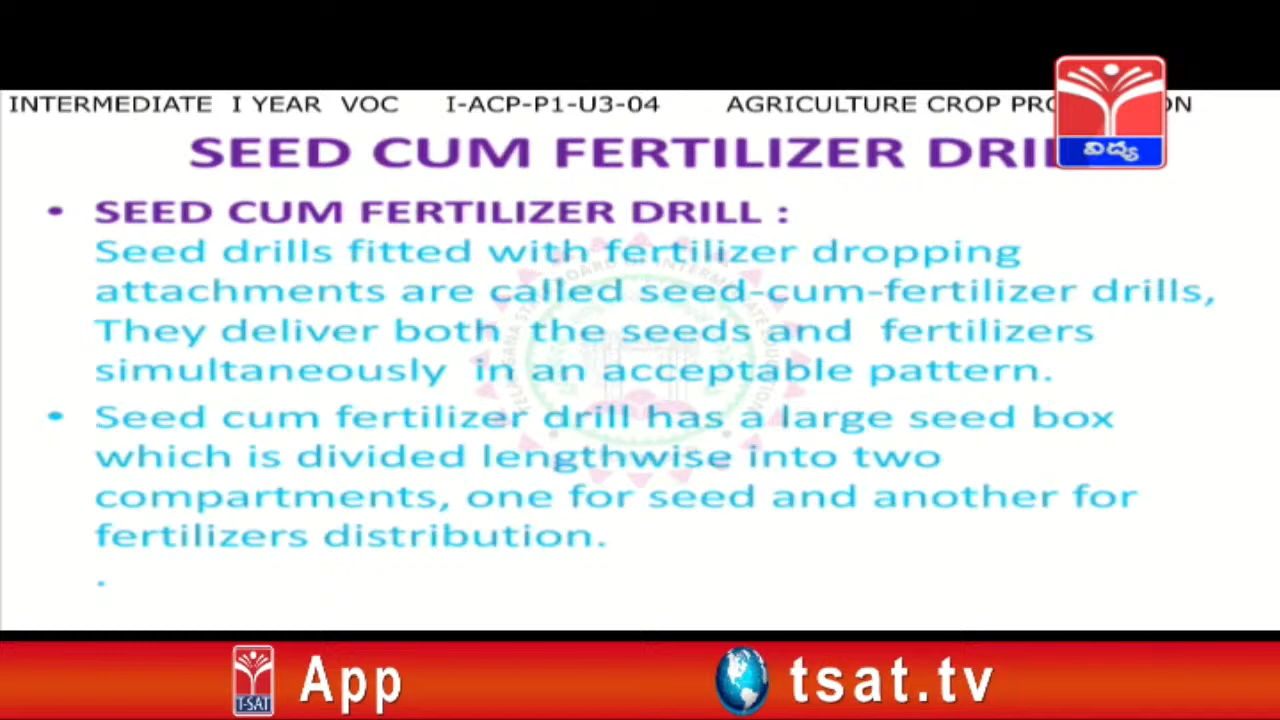 INTERMEDIATE I YEAR VOC I-ACP-P1-U3-04 AGRICULTURE CROP
SEED CUM FERTILIZER
విద్య
• SEED CUM FERTILIZER DRILL :
Seed drills fitted with fertilizer dropping
attachments are called seed-cum-fertilizer drills,
They deliver both the seeds and fertilizers
simultaneously in an acceptable pattern.
• Seed cum fertilizer drill has a large seed box
which is divided lengthwise into two
compartments, one for seed and another for
fertilizers distribution.
.
T-SAT App tsat.tv